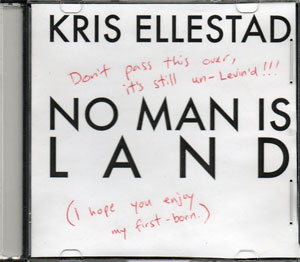 KRIS ELLESTAD.
Don't pass this over,
it's still un-Levin'd!!!
NO MAN IS
LAND
(I hope you enjoy
my first-born.)